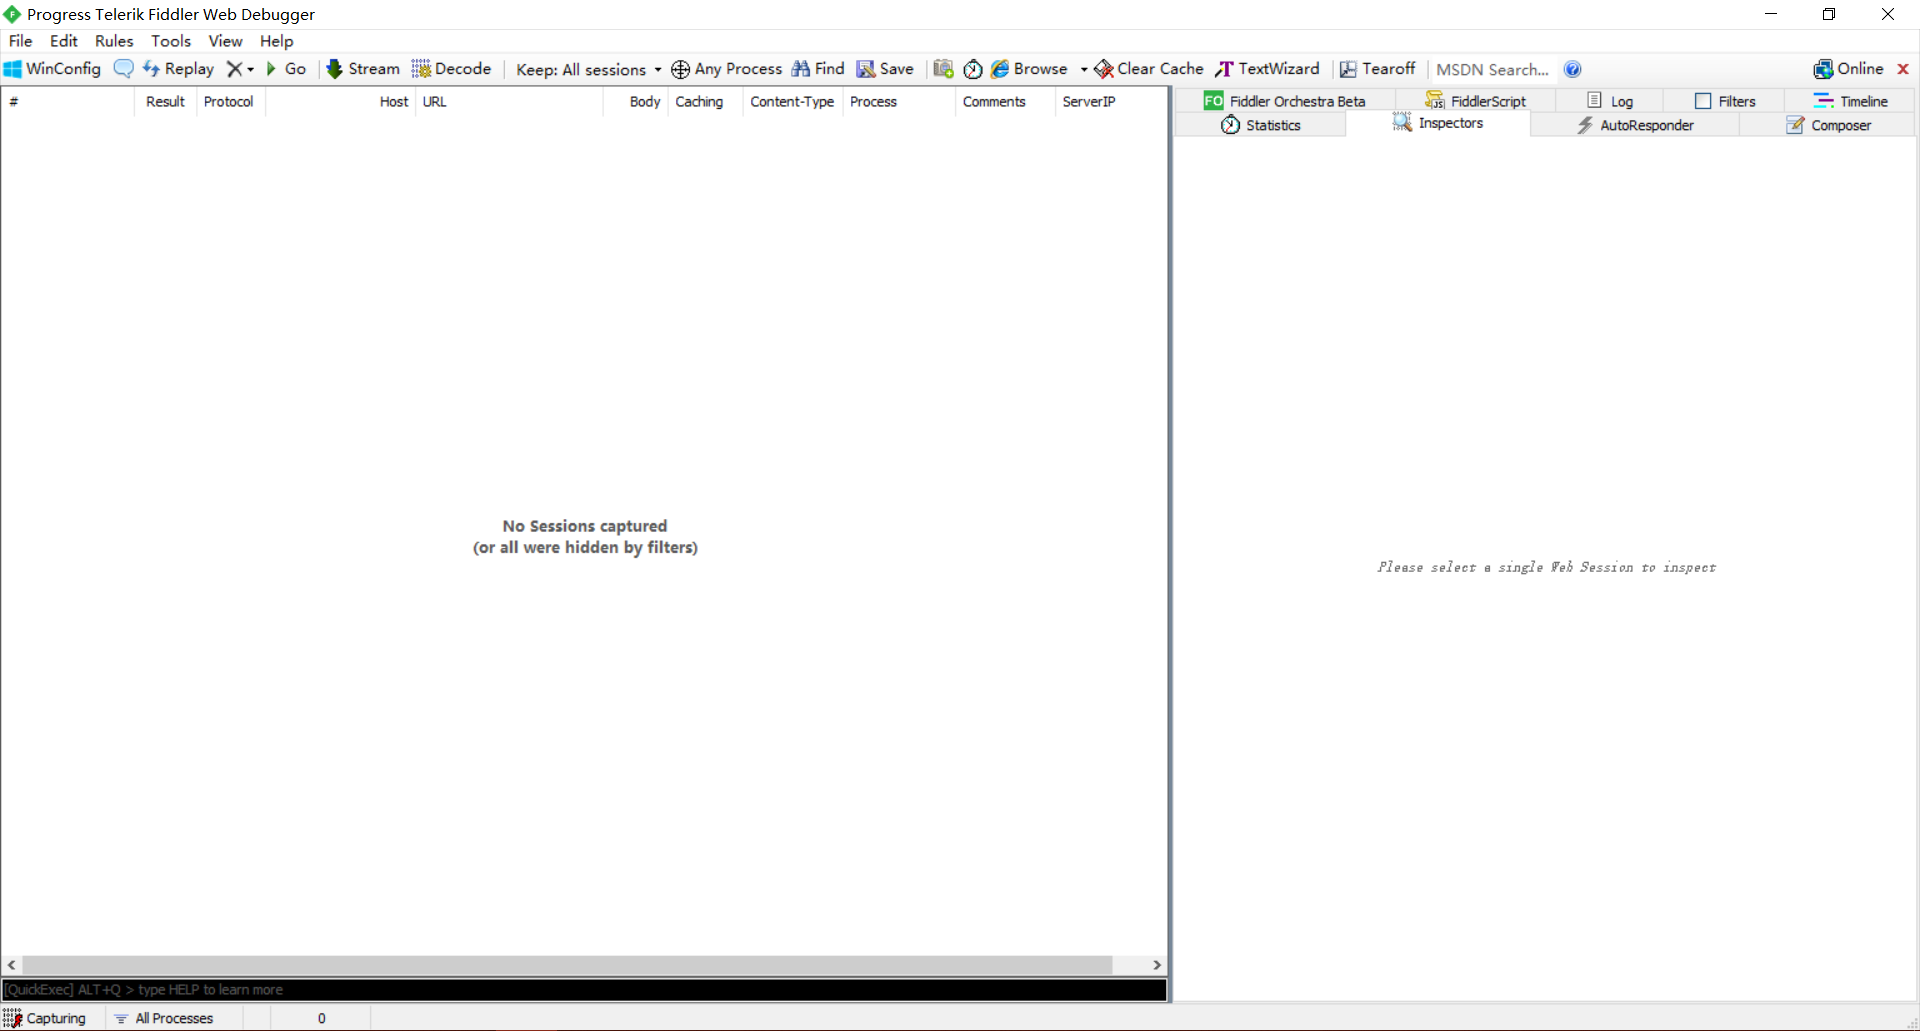 Progress Telerik Fiddler Web Debugger
File Edit Rules Tools View Help
WinConfig Replay Go Stream Decode Keep: All sessions Any Process Find Save Browse Clear Cache TextWizard Tearoff MSDN Search... Online
# Result Protocol Host URL Body Caching Content-Type Process Comments ServerIP
FO Fiddler Orchestra Beta FiddlerScript Log Filters Timeline
Statistics Inspectors AutoResponder Composer
No Sessions captured
(or all were hidden by filters)
Please select a single Web Session to inspect
[QuickExec] ALT+Q > type HELP to learn more
Capturing All Processes 0